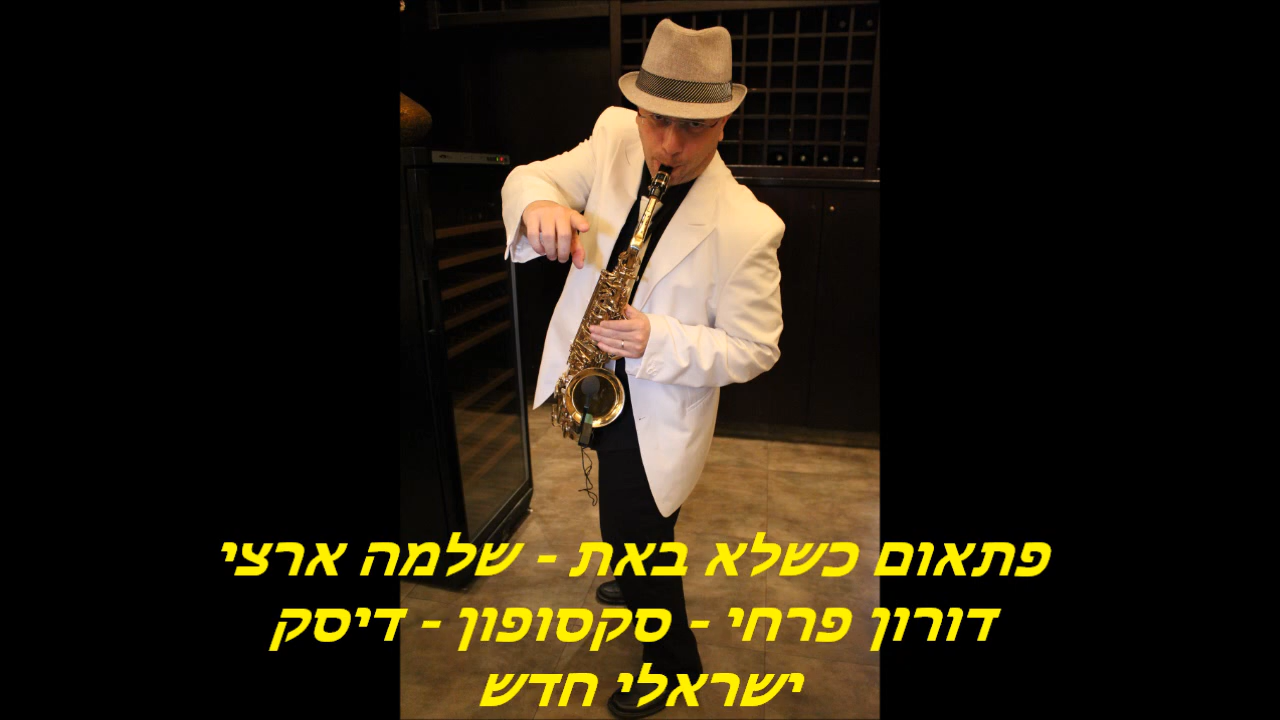 פתאום כשלא באת - שלמה ארצי
דורון פרחי - סקסופון - דיסק
ישראלי חדש